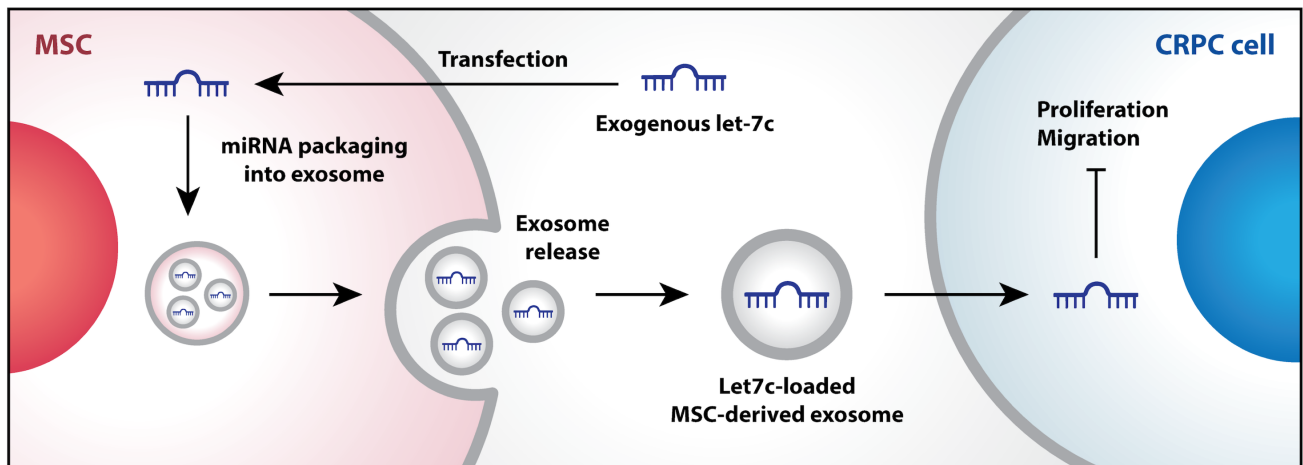 MSC
CRPC cell
Transfection
Exogenous let-7c
Proliferation
Migration
miRNA packaging
into exosome
Exosome
release
Let7c-loaded
MSC-derived exosome